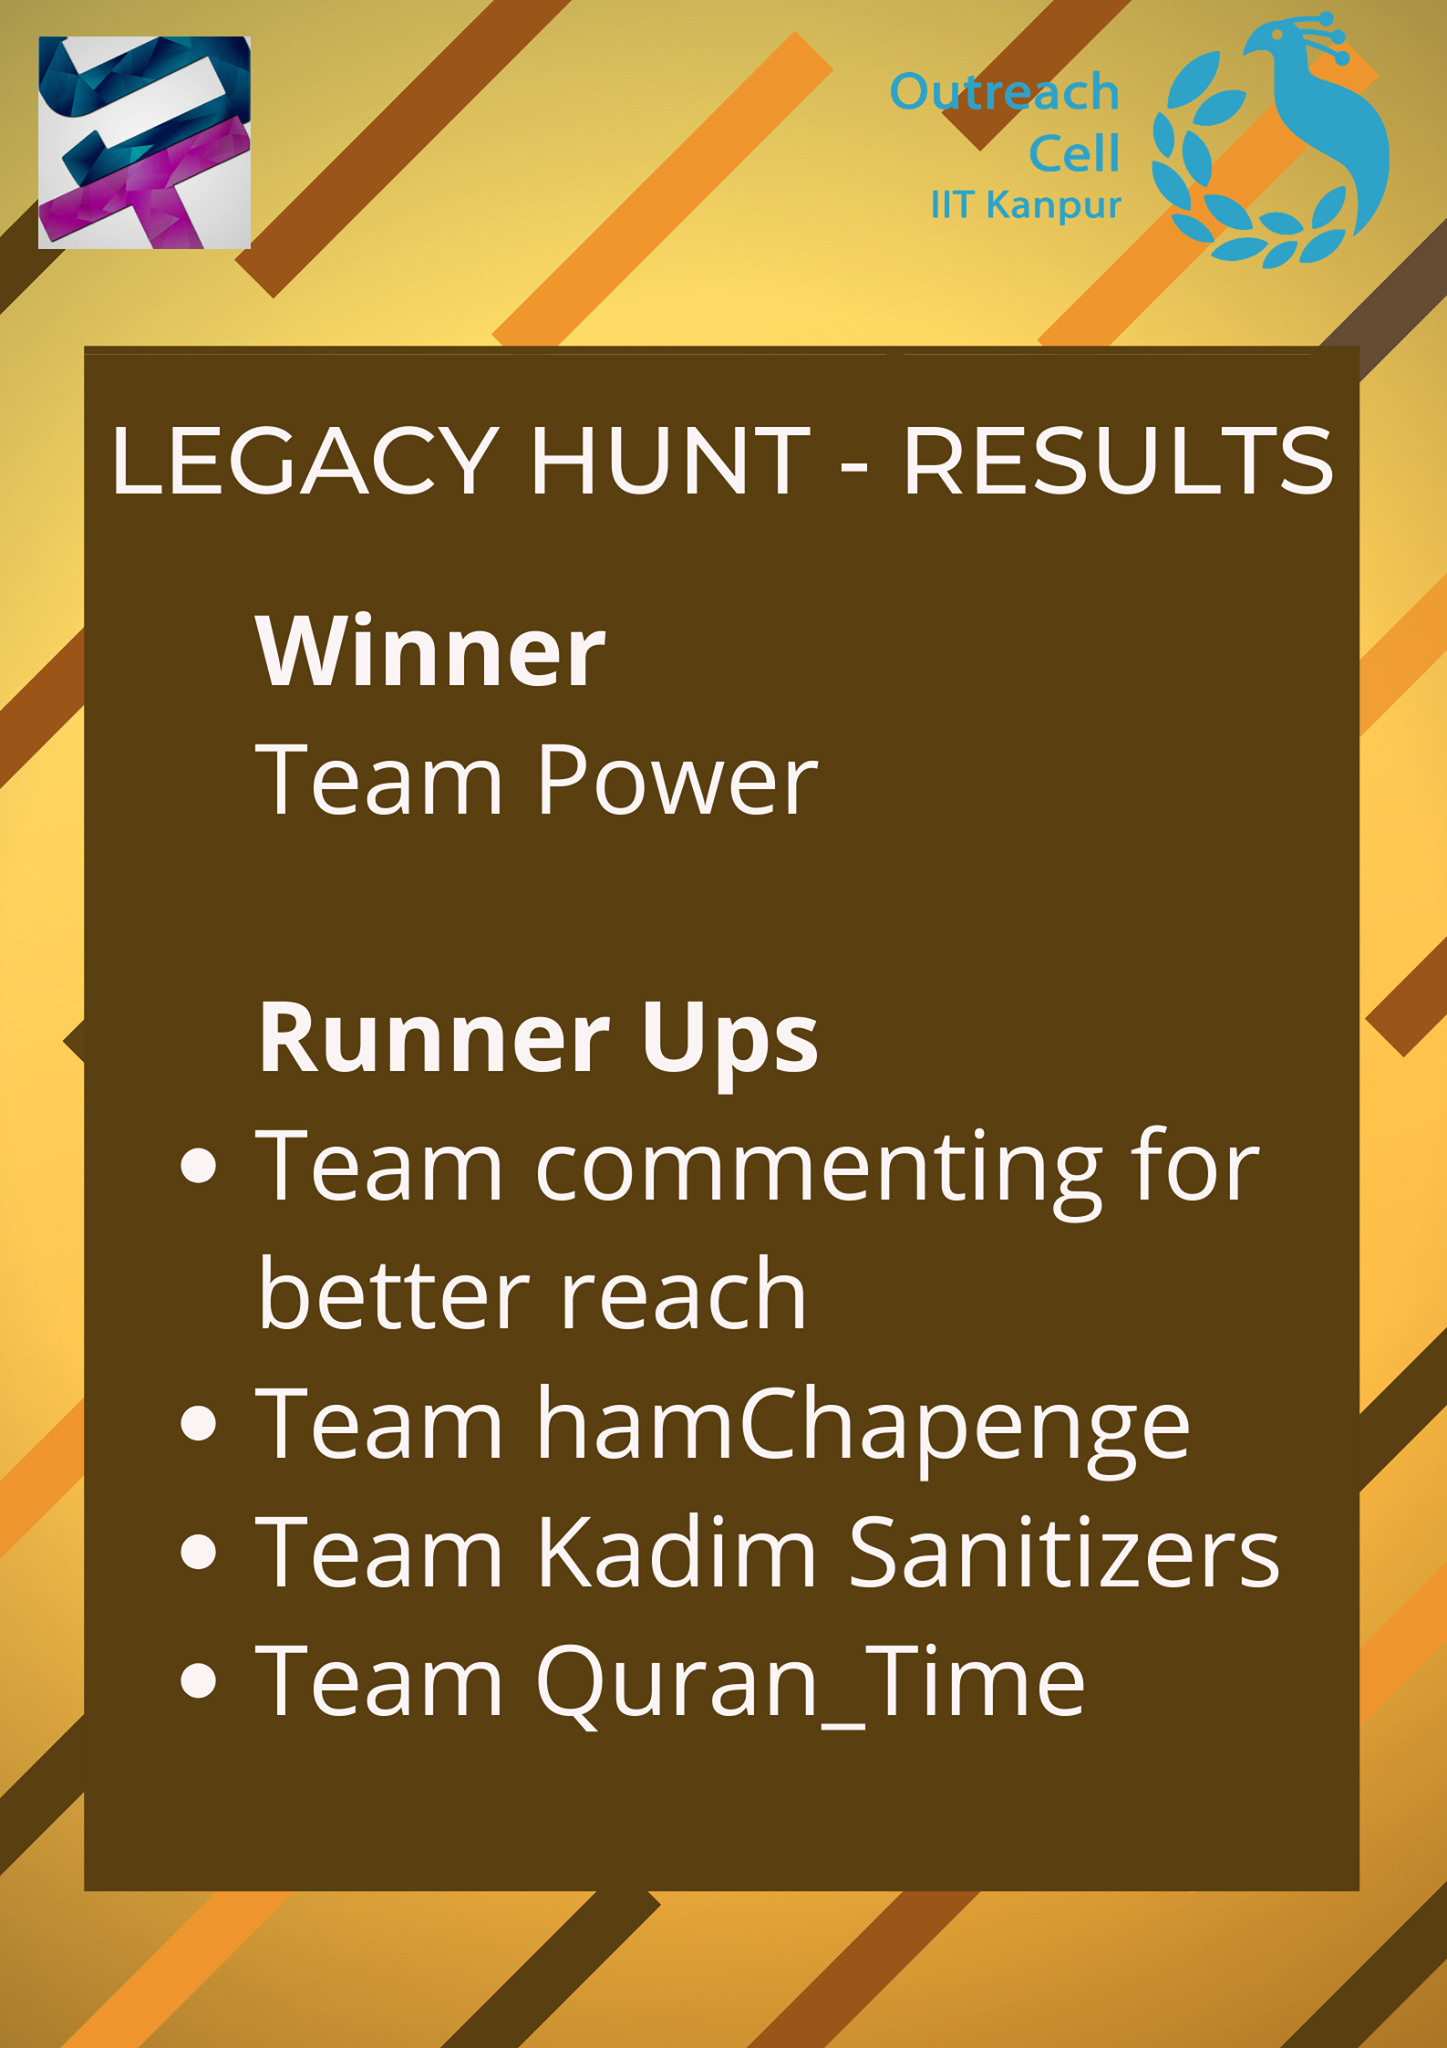 Outreach
Cell
IIT Kanpur
LEGACY HUNT - RESULTS
Winner
Team Power
Runner Ups
• Team commenting for
better reach
• Team hamChapenge
• Team Kadim Sanitizers
• Team Quran_Time